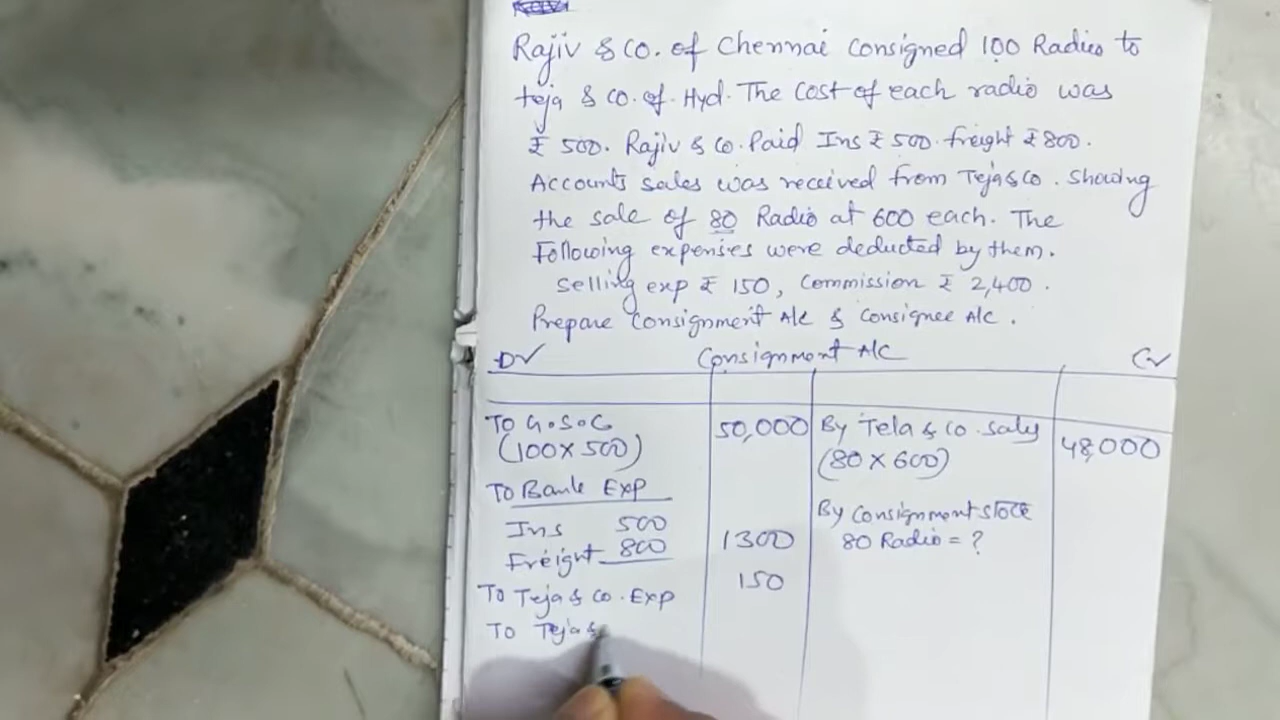 Rajiv & Co. of Chennai consigned 100 Radios to
teja & co. of. Hyd. The cost of each radio was
₹ 500. Rajiv & Co. Paid Ins ₹ 500. freight ₹ 800.
Accounts sales was received from Teja & co. Showing
the sale of 80 Radio at 600 each. The
Following expenses were deducted by them.
Selling exp ₹ 150, Commission ₹ 2,400.
Prepare Consignment A/c & Consignee A/c.
Dr Consignment A/c Cr
To G.S.O.C 50,000 By Tela & co. sales 48,000
(100 X 500) (80 X 600)
To Bank Exp
Ins 500 By Consignment stock
Freight 800 1300 80 Radio = ?
To Teja & co. Exp 150
To Teja &